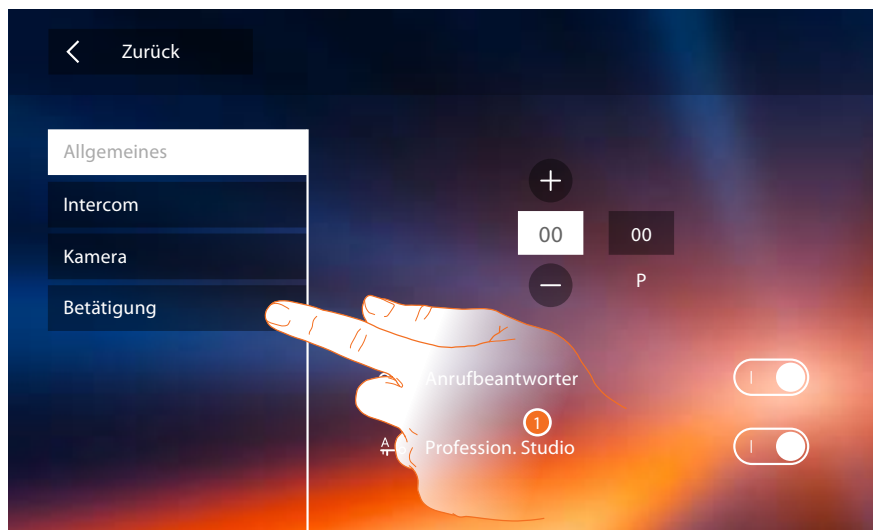 Zurück
Allgemeines
Intercom
Kamera
Betätigung
00 00
P
Anrufbeantworter
1
A
Profession. Studio